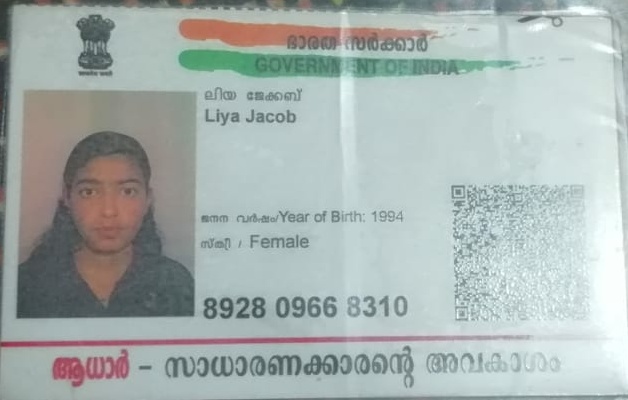 ഭാരത സർക്കാർ
GOVERNMENT OF INDIA
ലിയ ജേക്കബ്
Liya Jacob
ജനന വർഷം/Year of Birth: 1994
സ്ത്രീ / Female
8928 0966 8310
ആധാർ - സാധാരണക്കാരന്റെ അവകാശം